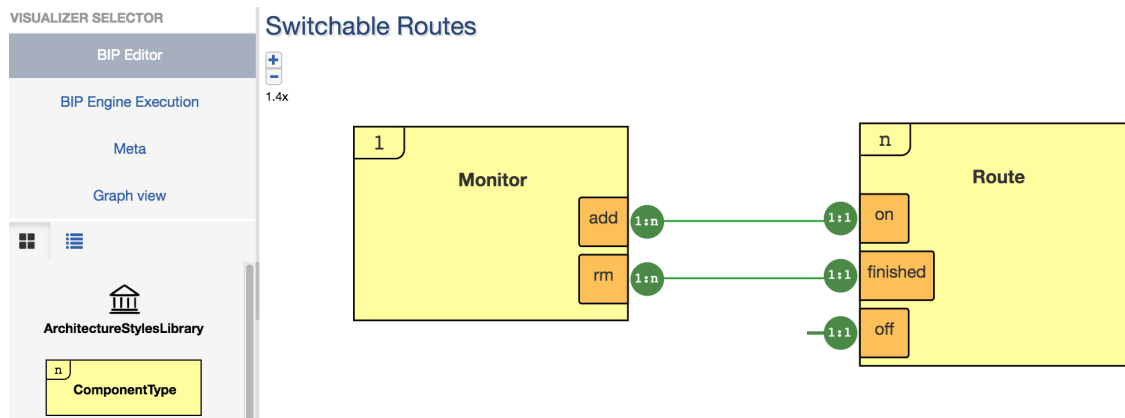 VISUALIZER SELECTOR
BIP Editor
BIP Engine Execution
Meta
Graph view
ArchitectureStylesLibrary
n
ComponentType
Switchable Routes
+
−
1.4x
1
Monitor
add
1:n
rm
1:n
n
Route
1:1
on
1:1
finished
1:1
off